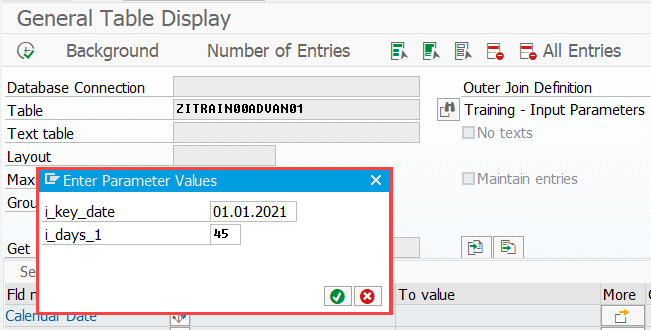 General Table Display
Background Number of Entries All Entries
Database Connection Outer Join Definition
Table ZITRAIN00ADVAN01 Training - Input Parameters
Text table No texts
Layout
Max Maintain entries
Enter Parameter Values
Grou
i_key_date 01.01.2021
i_days_1 45
Get
Se
Fld n To value More
Calendar Date